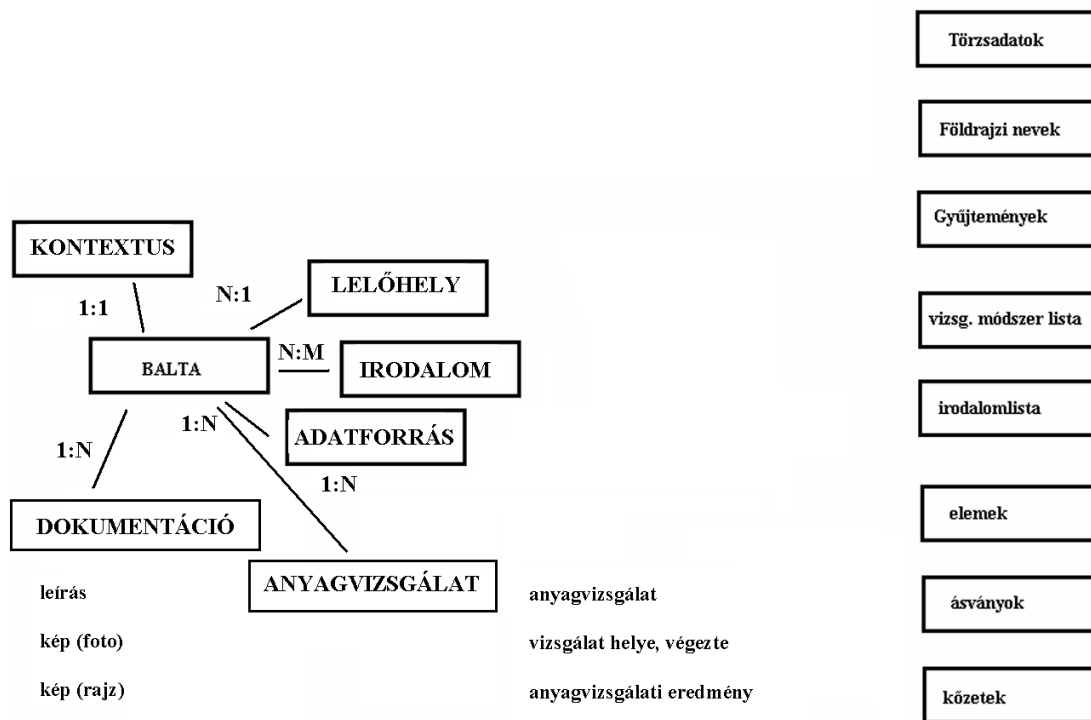 Törzsadatok
Földrajzi nevek
Gyűjtemények
KONTEXTUS
LELŐHELY
N:1
1:1
vizsg. módszer lista
N:M
BALTA
IRODALOM
irodalomlista
1:N
ADATFORRÁS
1:N
1:N
elemek
DOKUMENTÁCIÓ
ANYAGVIZSGÁLAT
leírás
anyagvizsgálat
ásványok
kép (foto)
vizsgálat helye, végezte
kép (rajz)
anyagvizsgálati eredmény
kőzetek